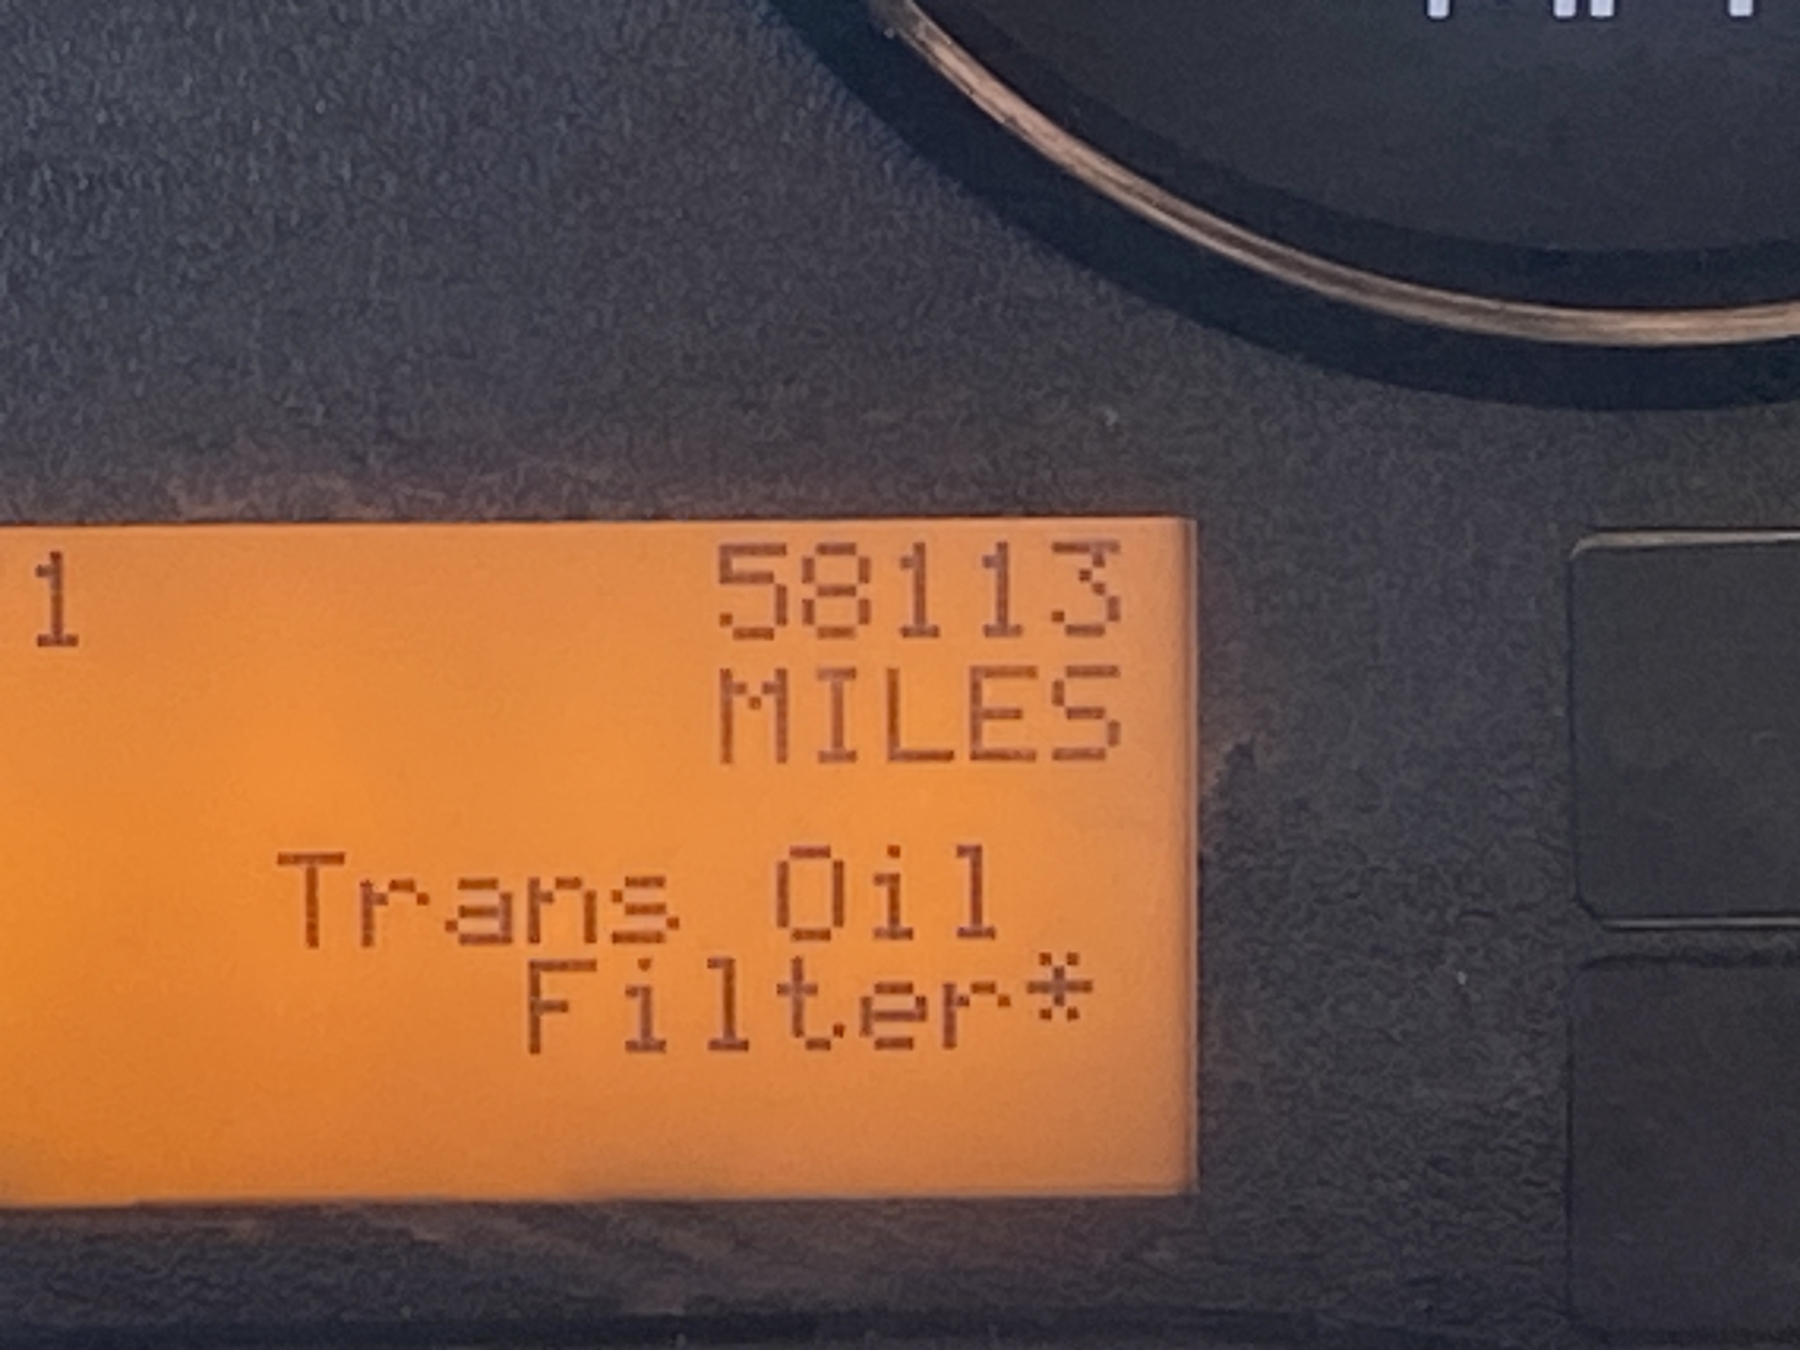 1 58113
MILES
Trans Oil
Filter*